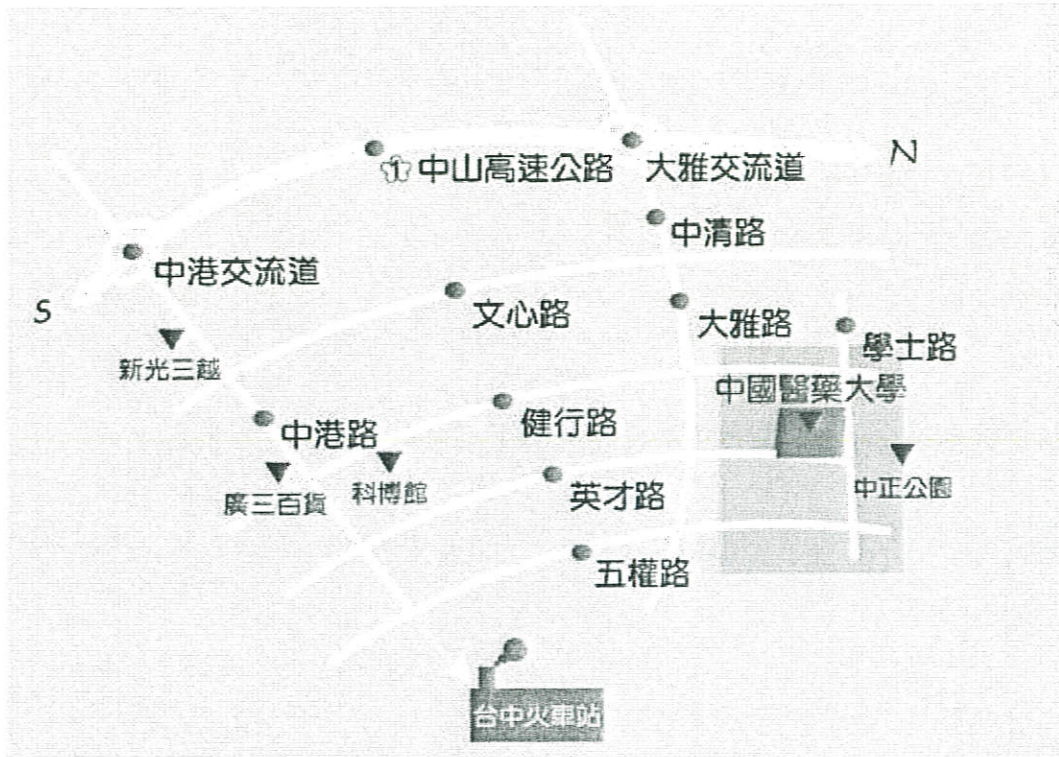 N
1 中山高速公路
大雅交流道
中清路
中港交流道
S
文心路
大雅路
學士路
新光三越
中國醫藥大學
中港路
健行路
廣三百貨
科博館
英才路
中正公園
五權路
台中火車站